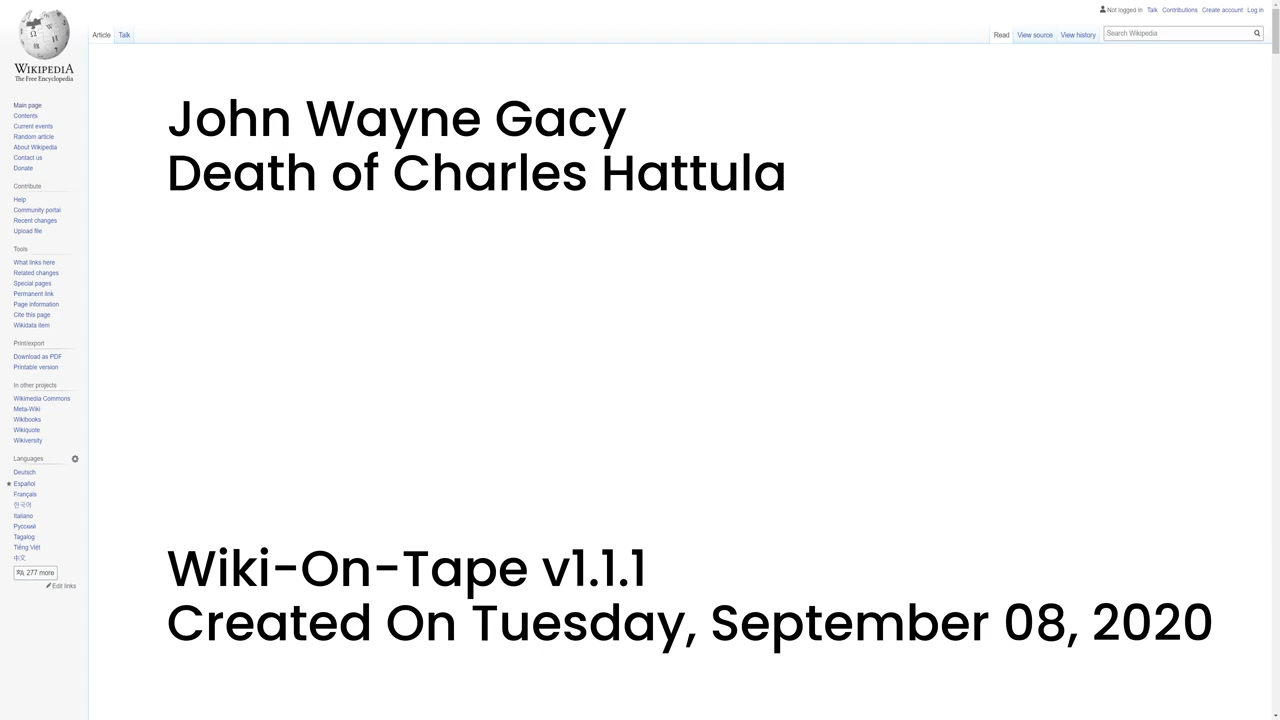 Not logged in Talk Contributions Create account Log in
WIKIPEDIA
The Free Encyclopedia
Article Talk Read View source View history Search Wikipedia
John Wayne Gacy
Death of Charles Hattula
Main page
Contents
Current events
Random article
About Wikipedia
Contact us
Donate
Contribute
Help
Community portal
Recent changes
Upload file
Tools
What links here
Related changes
Special pages
Permanent link
Page information
Cite this page
Wikidata item
Print/export
Download as PDF
Printable version
In other projects
Wikimedia Commons
Meta-Wiki
Wikibooks
Wikiquote
Wikiversity
Languages
Deutsch
Español
Français
한국어
Italiano
Русский
Tagalog
Tiếng Việt
中文
277 more
Edit links
Wiki-On-Tape v1.1.1
Created On Tuesday, September 08, 2020